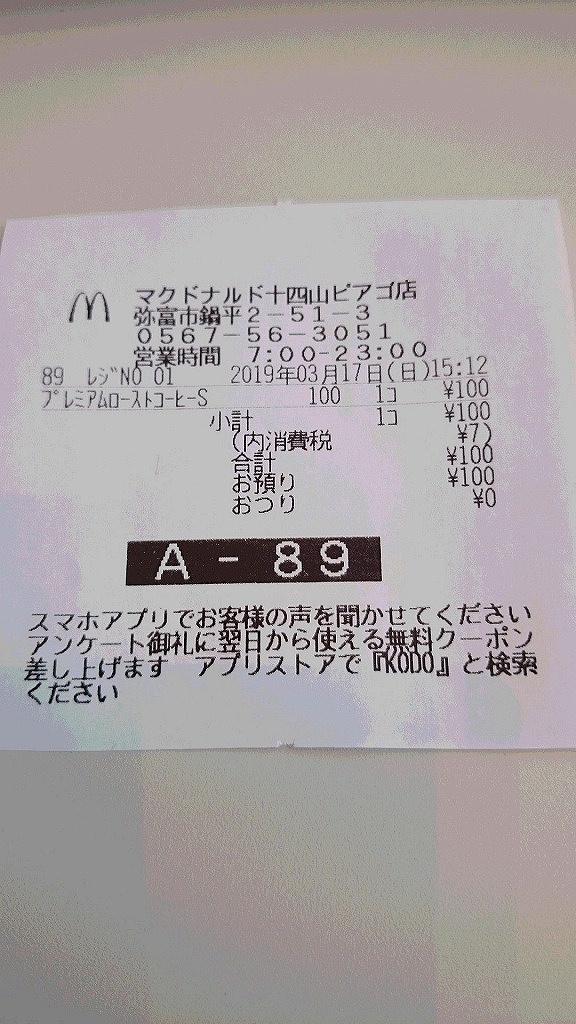 マクドナルド十四山ピアゴ店
弥富市鍋平2-51-3
0567-56-3051
営業時間 7:00-23:00
89 レジNO 01 2019年03月17日(日)15:12
プレミアムローストコーヒーS 100 1コ ¥100
小計 1コ ¥100
(内消費税 ¥7)
合計 ¥100
お預り ¥100
おつり ¥0
A - 89
スマホアプリでお客様の声を聞かせてください
アンケート御礼に翌日から使える無料クーポン
差し上げます アプリストアで『KODO』と検索
ください